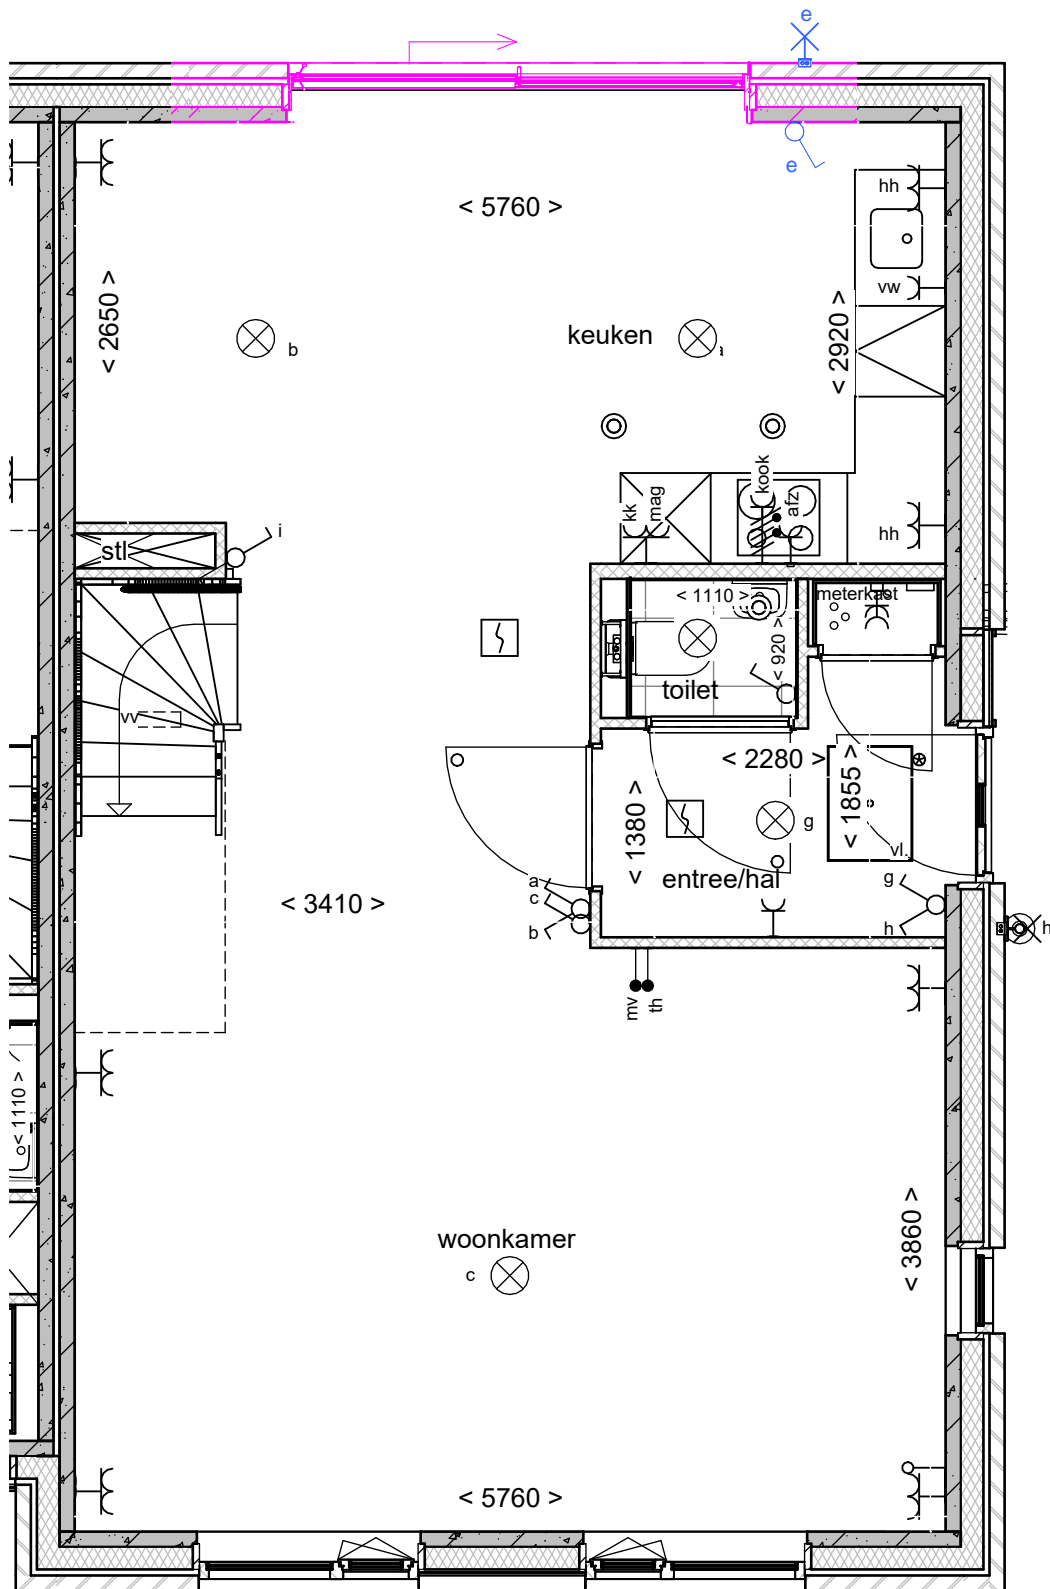 e
e
< 5760 >
hh
< 2650 >
vw
< 2920 >
keuken
b
a
kook
kk
mag
afz
hh
i
stl
< 1110 >
meterkast
< 920 >
toilet
vv
< 2280 >
< 1855 >
< 1380 >
g
vl.
entree/hal
a
c
b
g
h
< 3410 >
h
mv
th
< 1110 >
< 3860 >
woonkamer
c
< 5760 >